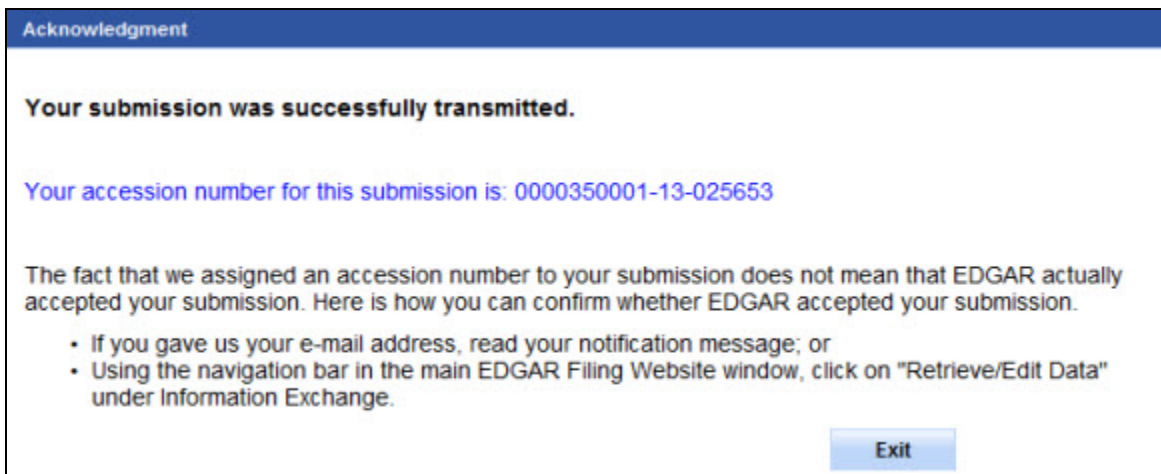 Acknowledgment
Your submission was successfully transmitted.
Your accession number for this submission is: 0000350001-13-025653
The fact that we assigned an accession number to your submission does not mean that EDGAR actually
accepted your submission. Here is how you can confirm whether EDGAR accepted your submission.
• If you gave us your e-mail address, read your notification message; or
• Using the navigation bar in the main EDGAR Filing Website window, click on "Retrieve/Edit Data"
under Information Exchange.
Exit